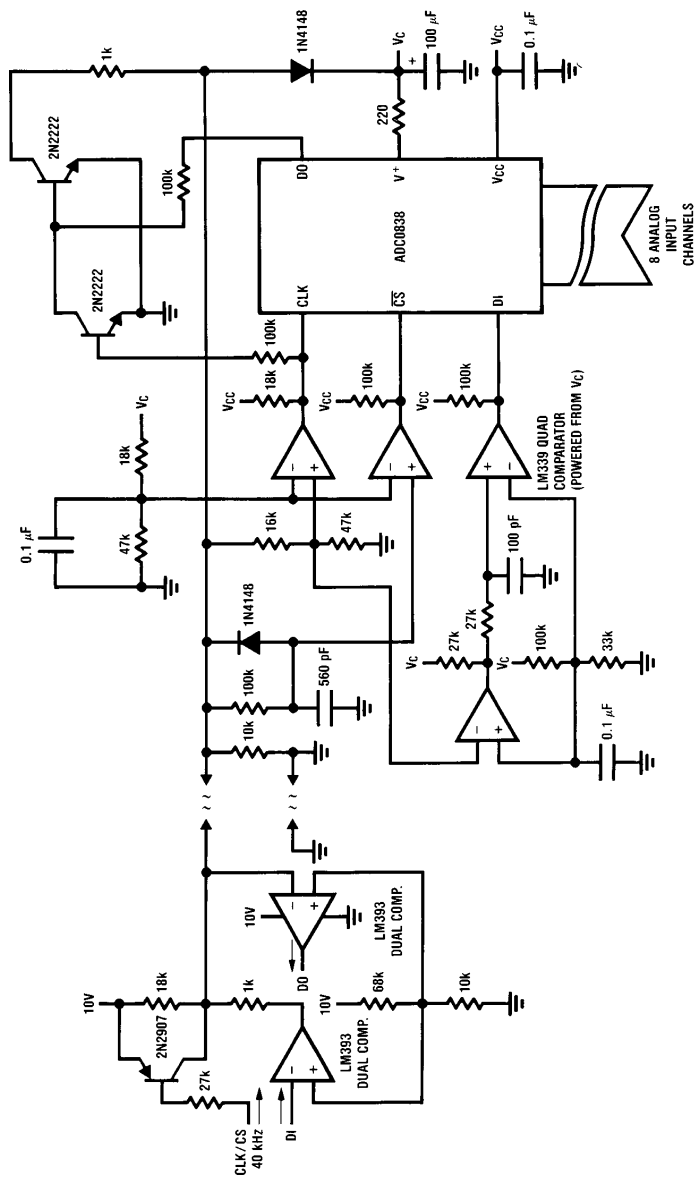 10V
2N2907
18k
27k
CLK/CS
40 kHz
DI
1k
LM393
DUAL COMP.
10V
68k
10k
10V
−
+
−
+
DO
LM393
DUAL COMP.
~ ~
~ ~
10k
100k
1N4148
560 pF
0.1 µF
47k
18k
VC
16k
47k
−
+
VCC
18k
100k
−
+
VCC
100k
+
−
VCC
100k
LM339 QUAD
COMPARATOR
(POWERED FROM VC)
−
+
VC
27k
27k
100 pF
VC
100k
33k
0.1 µF
2N2222
2N2222
1k
100k
CLK
CS
DI
ADC0838
DO
V+
VCC
8 ANALOG
INPUT
CHANNELS
1N4148
220
VC
+
100 µF
VCC
0.1 µF